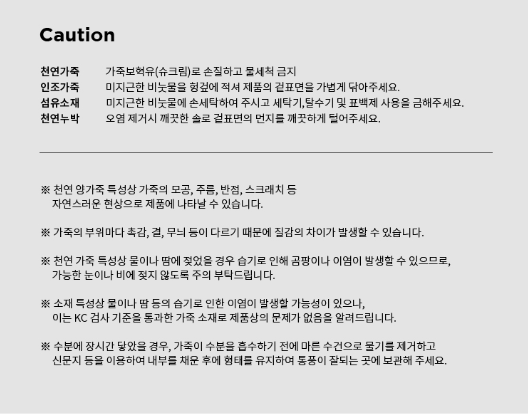 Caution
천연가죽 가죽보혁유(슈크림)로 손질하고 물세척 금지
인조가죽 미지근한 비눗물을 헝겊에 적셔 제품의 겉표면을 가볍게 닦아주세요.
섬유소재 미지근한 비눗물에 손세탁하여 주시고 세탁기,탈수기 및 표백제 사용을 금해주세요.
천연누박 오염 제거시 깨끗한 솔로 겉표면의 먼지를 깨끗하게 털어주세요.
※ 천연 양가죽 특성상 가죽의 모공, 주름, 반점, 스크래치 등
자연스러운 현상으로 제품에 나타날 수 있습니다.
※ 가죽의 부위마다 촉감, 결, 무늬 등이 다르기 때문에 질감의 차이가 발생할 수 있습니다.
※ 천연 가죽 특성상 물이나 땀에 젖었을 경우 습기로 인해 곰팡이나 이염이 발생할 수 있으므로,
가능한 눈이나 비에 젖지 않도록 주의 부탁드립니다.
※ 소재 특성상 물이나 땀 등의 습기로 인한 이염이 발생할 가능성이 있으나,
이는 KC 검사 기준을 통과한 가죽 소재로 제품상의 문제가 없음을 알려드립니다.
※ 수분에 장시간 닿았을 경우, 가죽이 수분을 흡수하기 전에 마른 수건으로 물기를 제거하고
신문지 등을 이용하여 내부를 채운 후에 형태를 유지하여 통풍이 잘되는 곳에 보관해 주세요.